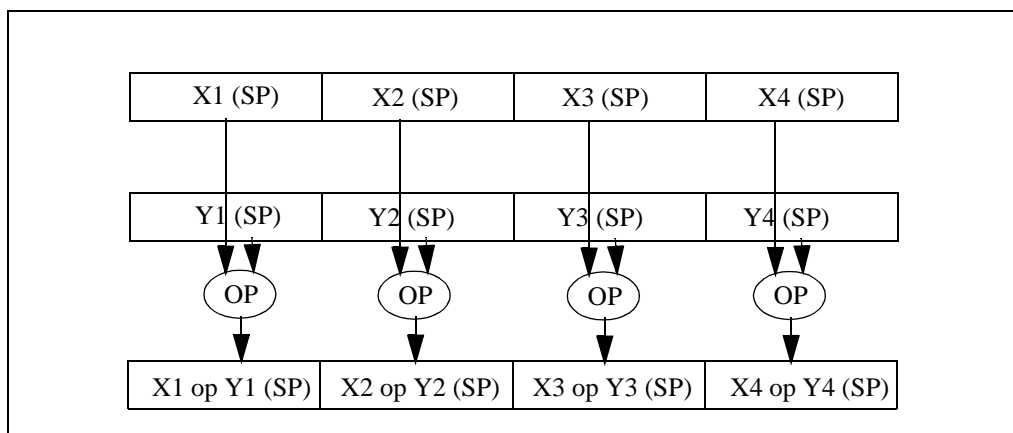 X1 (SP) X2 (SP) X3 (SP) X4 (SP)
Y1 (SP) Y2 (SP) Y3 (SP) Y4 (SP)
OP OP OP OP
X1 op Y1 (SP) X2 op Y2 (SP) X3 op Y3 (SP) X4 op Y4 (SP)